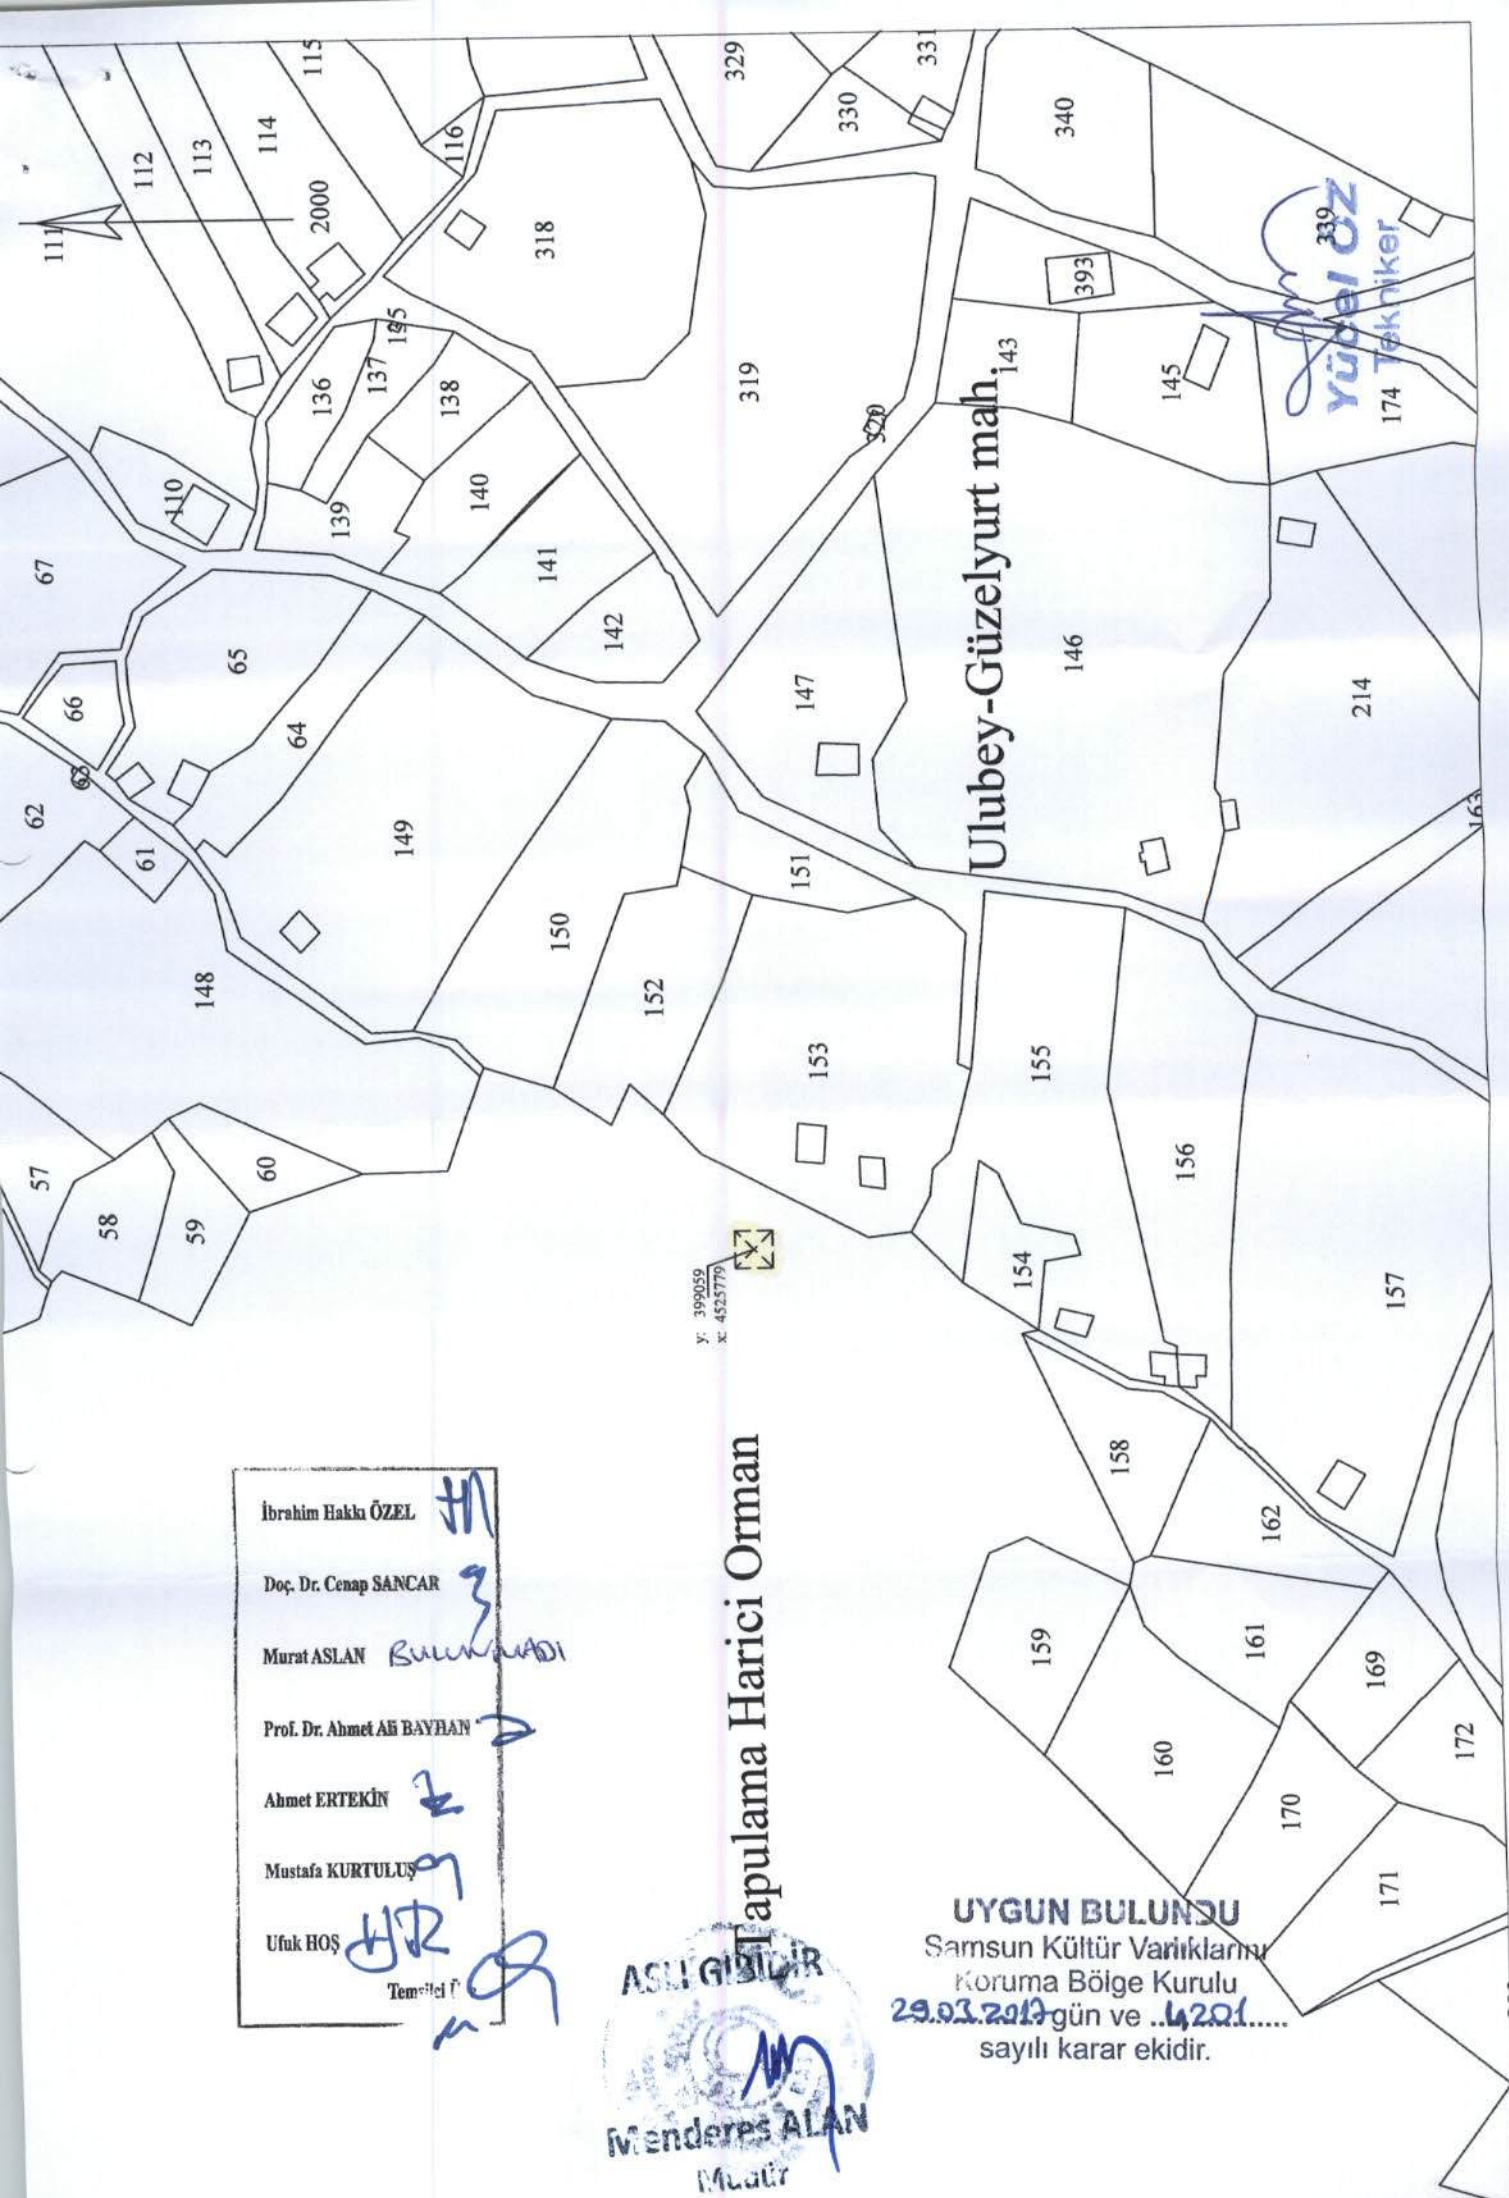 111
112
113
114
115
2000
116
329
330
331
340
318
67
110
136
137
195
138
139
140
141
142
319
320
143
393
145
339
174
Yücel ÖZ
Tekniker
66
65
64
63
62
61
147
Ulubey-Güzelyurt mah.
146
214
163
149
148
150
151
152
153
155
156
57
58
59
60
y: 399059
x: 4525779
154
157
158
162
159
161
169
160
172
170
171
Tapulama Harici Orman
İbrahim Hakkı ÖZEL
Doç. Dr. Cenap SANCAR
Murat ASLAN BULUNMADI
Prof. Dr. Ahmet Ali BAYHAN
Ahmet ERTEKİN
Mustafa KURTULUŞ
Ufuk HOŞ
Temsilci
ASLI GİBİDİR
Menderes ALAN
Müdür
UYGUN BULUNDU
Samsun Kültür Varlıklarını
Koruma Bölge Kurulu
29.03.2017 gün ve ..4201.....
sayılı karar ekidir.